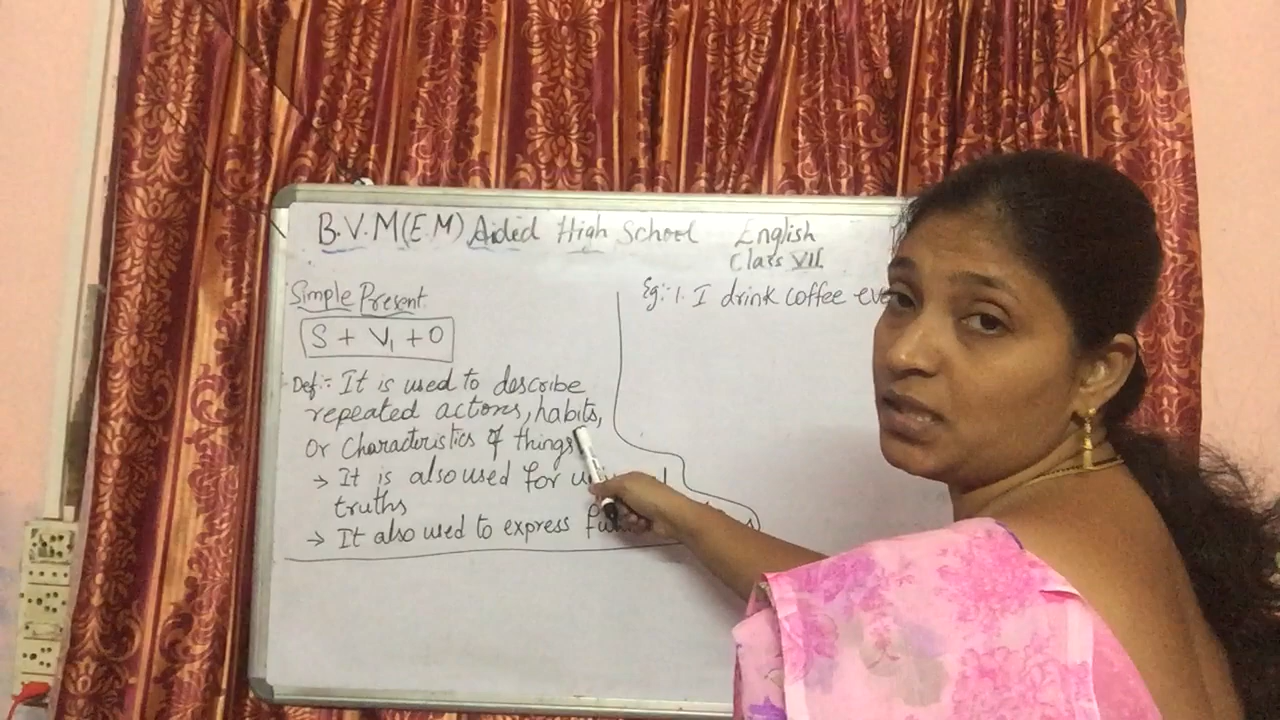 B.V.M(E.M) Aided High School English
Class VII
Simple Present
S + V1 + O
Def:- It is used to describe
repeated actions, habits,
or characteristics of things
→ It is also used for
truths
→ It also used to express
Eg:- 1. I drink coffee eve